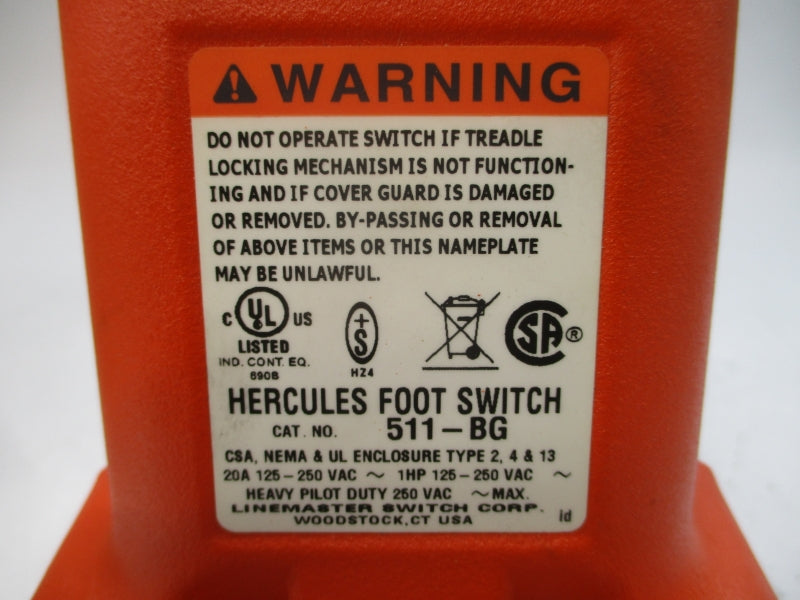 WARNING
DO NOT OPERATE SWITCH IF TREADLE
LOCKING MECHANISM IS NOT FUNCTION-
ING AND IF COVER GUARD IS DAMAGED
OR REMOVED. BY-PASSING OR REMOVAL
OF ABOVE ITEMS OR THIS NAMEPLATE
MAY BE UNLAWFUL.
C UL US
LISTED
IND. CONT. EQ.
690B
+S
HZ4
CSA ®
HERCULES FOOT SWITCH
CAT. NO. 511-BG
CSA, NEMA & UL ENCLOSURE TYPE 2, 4 & 13
20A 125-250 VAC ~ 1HP 125-250 VAC ~
HEAVY PILOT DUTY 250 VAC ~MAX.
LINEMASTER SWITCH CORP.
WOODSTOCK,CT USA id